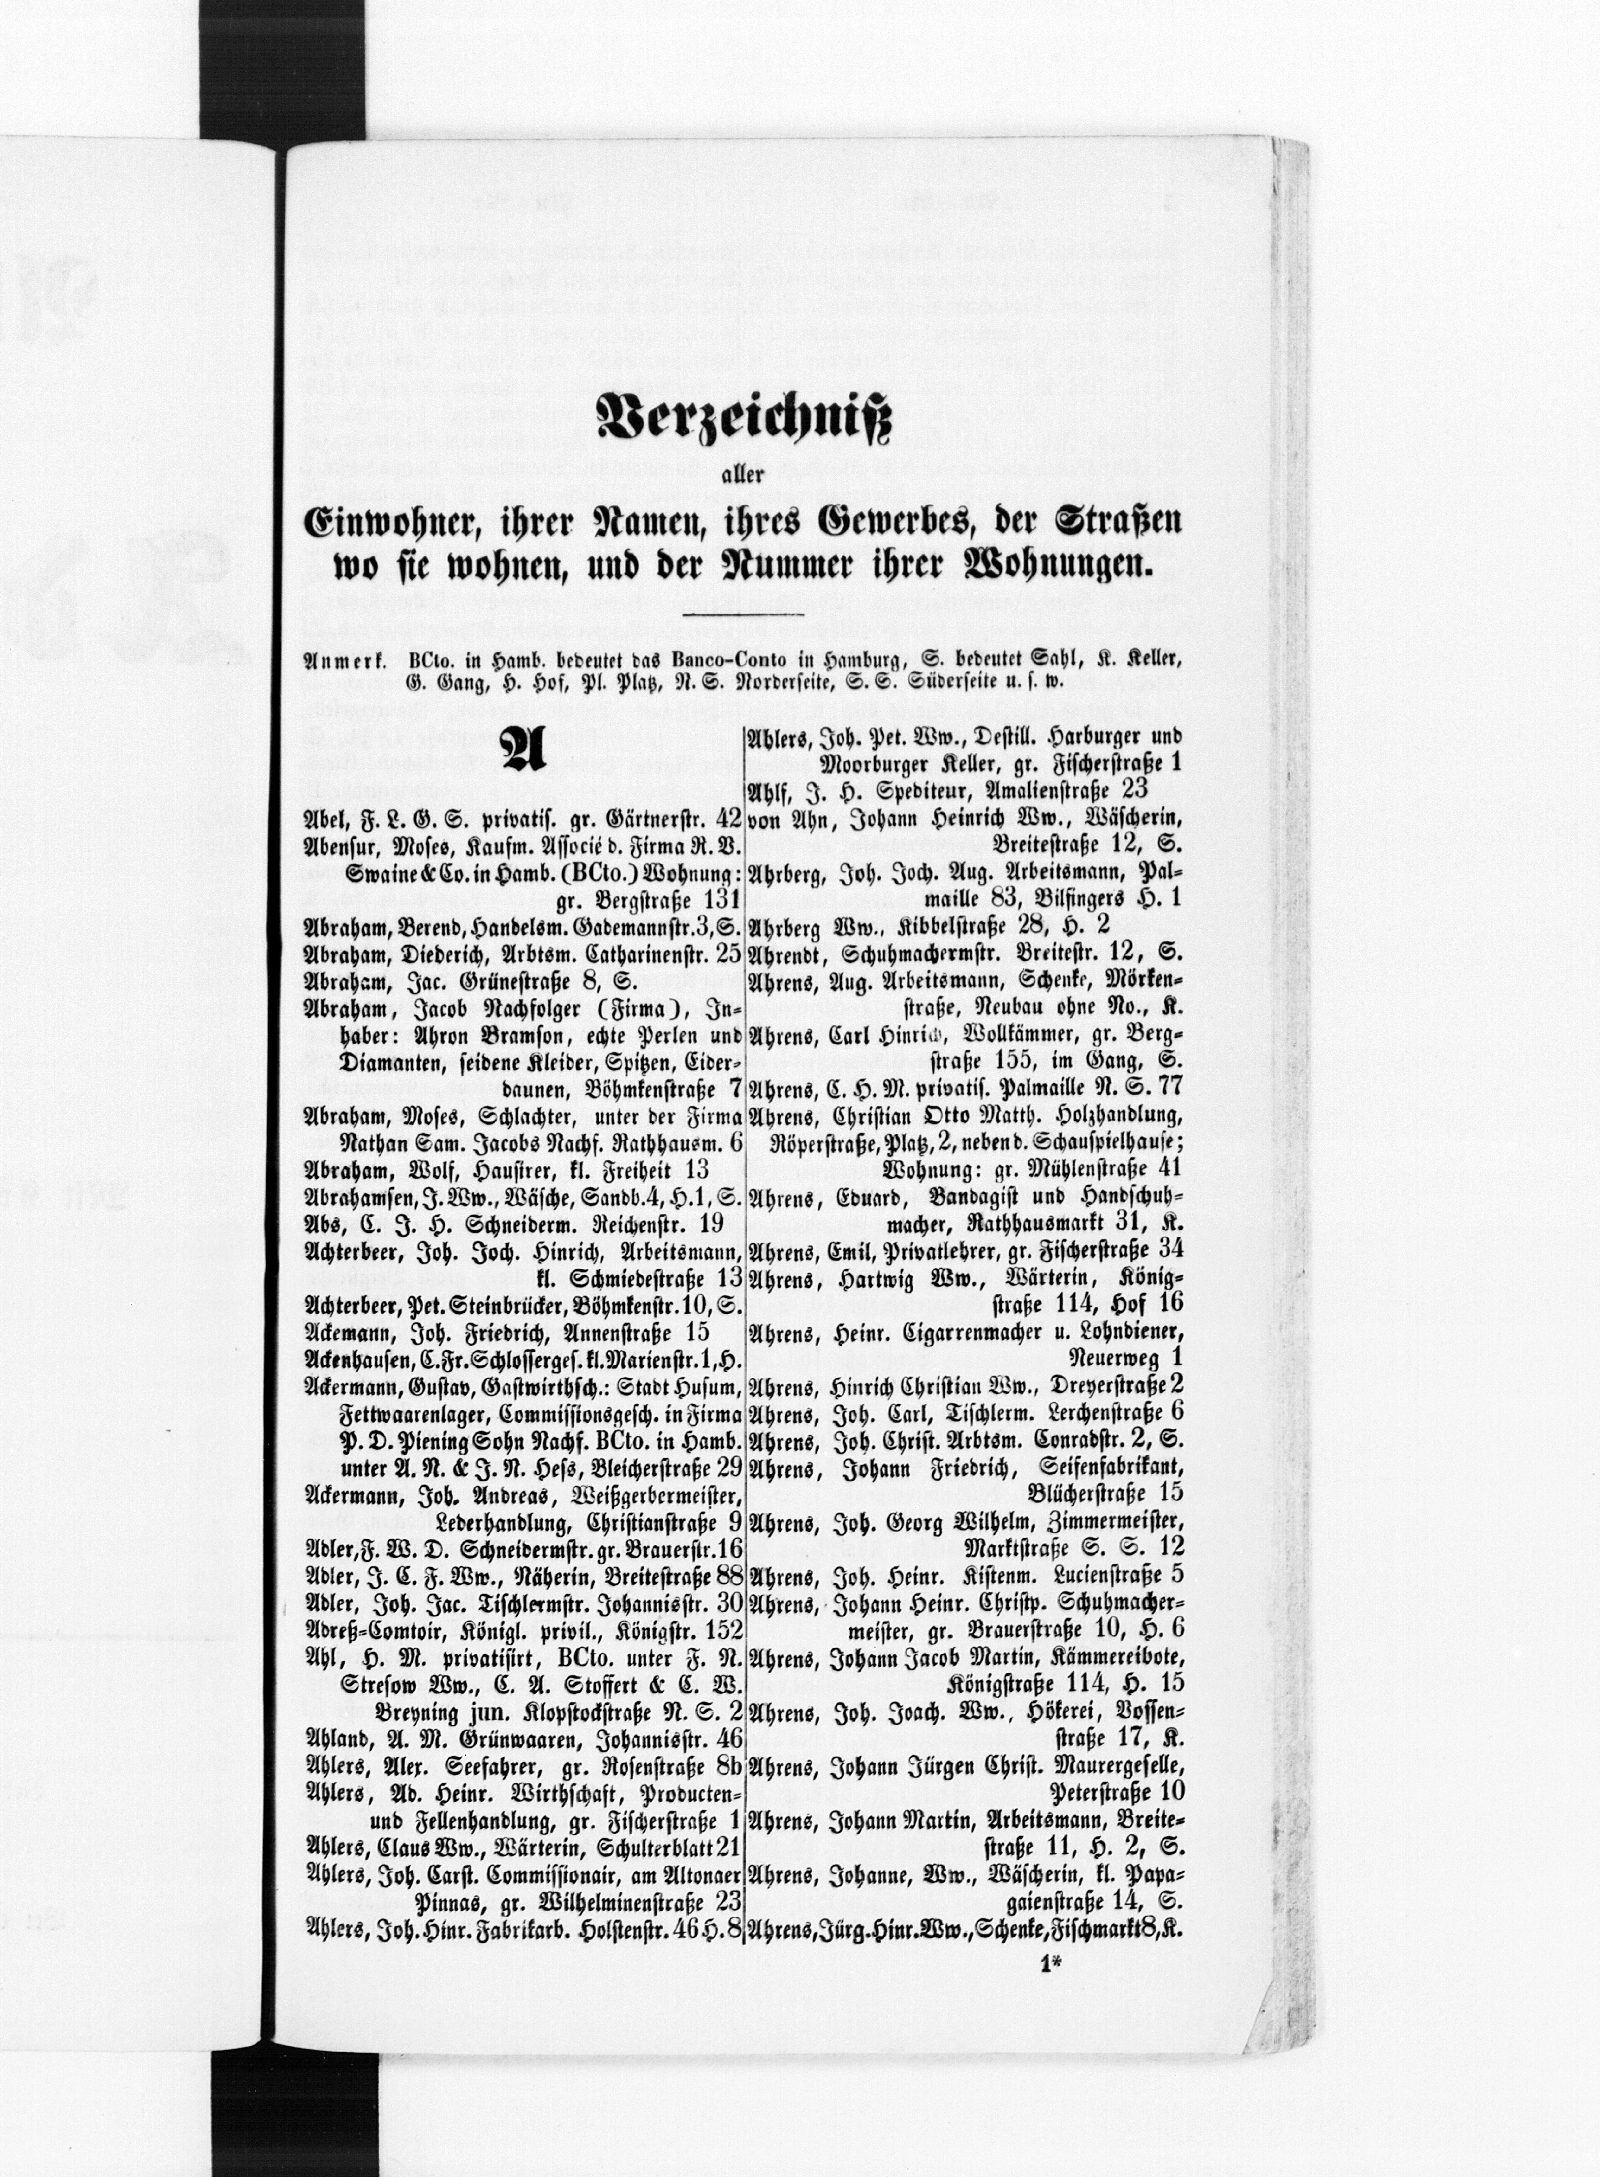 Verzeichniß
aller
Einwohner, ihrer Namen, ihres Gewerbes, der Straßen
wo sie wohnen, und der Nummer ihrer Wohnungen.
Anmerk. BCto. in Hamb. bedeutet das Banco-Conto in Hamburg, S. bedeutet Sahl, K. Keller,
G. Gang, H. Hof, Pl. Platz, N. S. Norderseite, S. S. Süderseite u. s. w.
A
Abel, F. L. G. S. privatis. gr. Gärtnerstr. 42
Abensur, Moses, Kaufm. Associé d. Firma R. V.
Swaine & Co. in Hamb. (BCto.) Wohnung:
gr. Bergstraße 131
Abraham, Berend, Handelsm. Gademannstr. 3, S.
Abraham, Diederich, Arbtsm. Catharinenstr. 25
Abraham, Jac. Grünestraße 8, S.
Abraham, Jacob Nachfolger (Firma), In=
haber: Ahron Bramson, echte Perlen und
Diamanten, seidene Kleider, Spitzen, Eider=
daunen, Böhmkenstraße 7
Abraham, Moses, Schlachter, unter der Firma
Nathan Sam. Jacobs Nachf. Rathhausm. 6
Abraham, Wolf, Hausirer, kl. Freiheit 13
Abrahamsen, J. Ww., Wäsche, Sandb. 4, H. 1, S.
Abs, C. J. H. Schneiderm. Reichenstr. 19
Achterbeer, Joh. Joch. Hinrich, Arbeitsmann,
kl. Schmiedestraße 13
Achterbeer, Pet. Steinbrücker, Böhmkenstr. 10, S.
Ackemann, Joh. Friedrich, Annenstraße 15
Ackenhausen, C. Fr. Schlosserges. kl. Marienstr. 1, H.
Ackermann, Gustav, Gastwirthsch.: Stadt Husum,
Fettwaarenlager, Commissionsgesch. in Firma
P. D. Piening Sohn Nachf. BCto. in Hamb.
unter A. N. & J. N. Heß, Bleicherstraße 29
Ackermann, Joh. Andreas, Weißgerbermeister,
Lederhandlung, Christianstraße 9
Adler, F. W. D. Schneidermstr. gr. Brauerstr. 16
Adler, J. C. F. Ww., Näherin, Breitestraße 88
Adler, Joh. Jac. Tischlermstr. Johannisstr. 30
Adreß=Comtoir, Königl. privil., Königstr. 152
Ahl, H. M. privatisirt, BCto. unter F. N.
Stresow Ww., C. A. Stoffert & C. W.
Breyning jun. Klopstockstraße N. S. 2
Ahland, A. M. Grünwaaren, Johannisstr. 46
Ahlers, Alex. Seefahrer, gr. Rosenstraße 8b
Ahlers, Ad. Heinr. Wirthschaft, Producten=
und Fellenhandlung, gr. Fischerstraße 1
Ahlers, Claus Ww., Wärterin, Schulterblatt 21
Ahlers, Joh. Carst. Commissionair, am Altonaer
Pinnas, gr. Wilhelminenstraße 23
Ahlers, Joh. Hinr. Fabrikarb. Holstenstr. 46 H. 8
Ahlers, Joh. Pet. Ww., Destill. Harburger und
Moorburger Keller, gr. Fischerstraße 1
Ahlf, J. H. Spediteur, Amalienstraße 23
von Ahn, Johann Heinrich Ww., Wäscherin,
Breitestraße 12, S.
Ahrberg, Joh. Joch. Aug. Arbeitsmann, Pal=
maille 83, Bilfingers H. 1
Ahrberg Ww., Kibbelstraße 28, H. 2
Ahrendt, Schuhmachermstr. Breitestr. 12, S.
Ahrens, Aug. Arbeitsmann, Schenke, Mörken=
straße, Neubau ohne No., K.
Ahrens, Carl Hinrich, Wollkämmer, gr. Berg=
straße 155, im Gang, S.
Ahrens, C. H. M. privatis. Palmaille N. S. 77
Ahrens, Christian Otto Matth. Holzhandlung,
Röperstraße, Platz, 2, neben d. Schauspielhause;
Wohnung: gr. Mühlenstraße 41
Ahrens, Eduard, Bandagist und Handschuh=
macher, Rathhausmarkt 31, K.
Ahrens, Emil, Privatlehrer, gr. Fischerstraße 34
Ahrens, Hartwig Ww., Wärterin, König=
straße 114, Hof 16
Ahrens, Heinr. Cigarrenmacher u. Lohndiener,
Neuerweg 1
Ahrens, Hinrich Christian Ww., Dreyerstraße 2
Ahrens, Joh. Carl, Tischlerm. Lerchenstraße 6
Ahrens, Joh. Christ. Arbtsm. Conradstr. 2, S.
Ahrens, Johann Friedrich, Seifenfabrikant,
Blücherstraße 15
Ahrens, Joh. Georg Wilhelm, Zimmermeister,
Marktstraße S. S. 12
Ahrens, Joh. Heinr. Kistenm. Lucienstraße 5
Ahrens, Johann Heinr. Christp. Schuhmacher=
meister, gr. Brauerstraße 10, H. 6
Ahrens, Johann Jacob Martin, Kämmereibote,
Königstraße 114, H. 15
Ahrens, Joh. Joach. Ww., Hökerei, Vossen=
straße 17, K.
Ahrens, Johann Jürgen Christ. Maurergeselle,
Peterstraße 10
Ahrens, Johann Martin, Arbeitsmann, Breite=
straße 11, H. 2, S.
Ahrens, Johanne, Ww., Wäscherin, kl. Papa=
gaienstraße 14, S.
Ahrens, Jürg. Hinr. Ww., Schenke, Fischmarkt 8, K.
1*